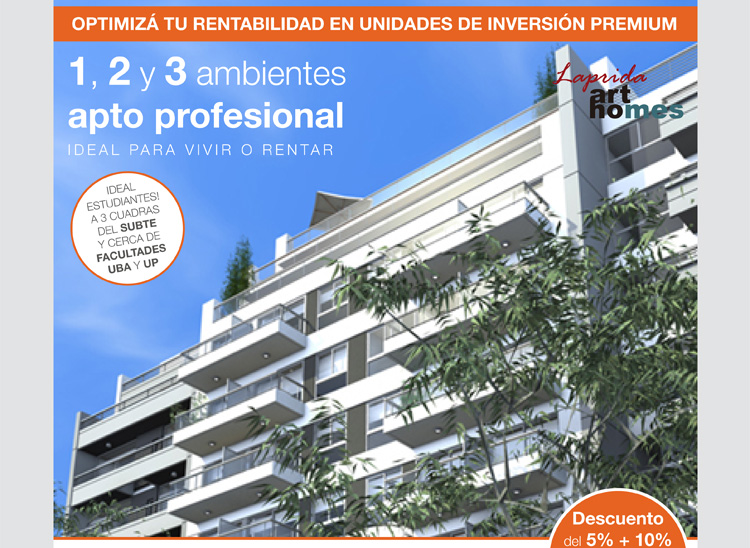 OPTIMIZÁ TU RENTABILIDAD EN UNIDADES DE INVERSIÓN PREMIUM
1, 2 y 3 ambientes
apto profesional
IDEAL PARA VIVIR O RENTAR
Laprida
art
homes
IDEAL
ESTUDIANTES!
A 3 CUADRAS
DEL SUBTE
Y CERCA DE
FACULTADES
UBA Y UP
Descuento
del 5% + 10%